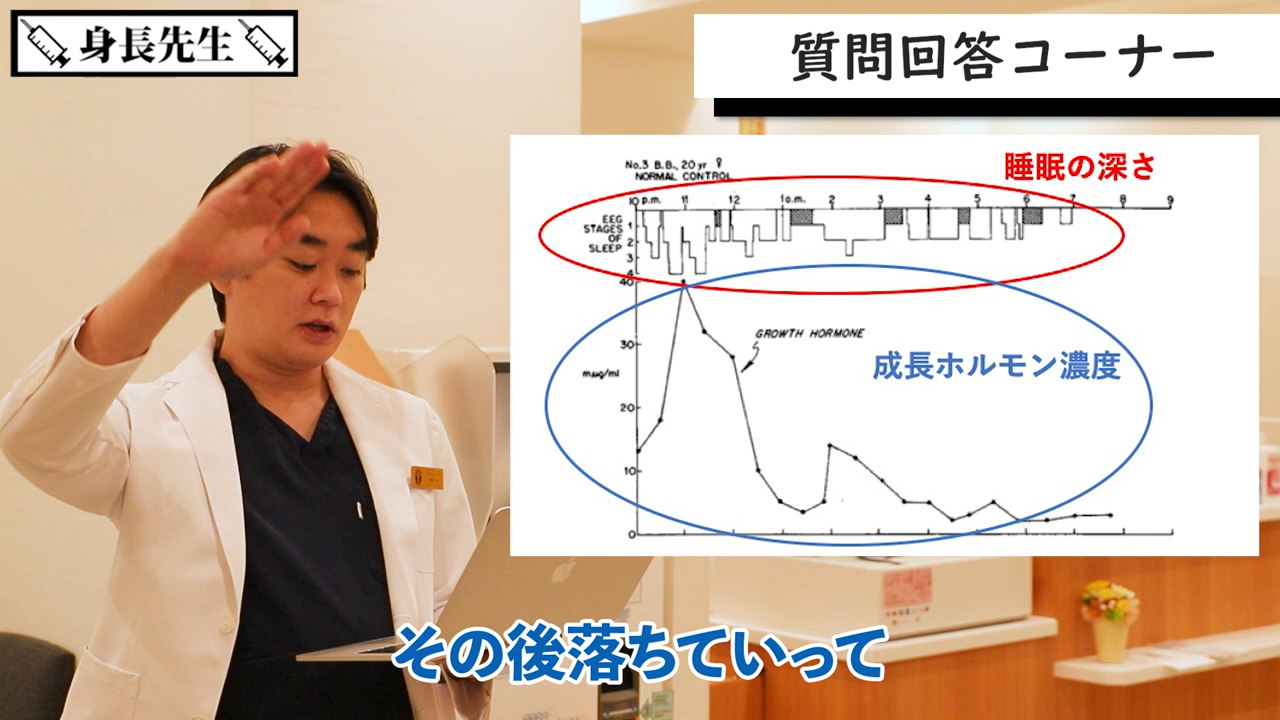 身長先生
質問回答コーナー
No.3 B.B., 20 yr ♀
NORMAL CONTROL
睡眠の深さ
10 p.m. 11 12 1 a.m. 2 3 4 5 6 7 8 9
EEG
STAGES
OF
SLEEP
1
2
3
4
40
GROWTH HORMONE
30
成長ホルモン濃度
mμg/ml
20
10
0
その後落ちていって